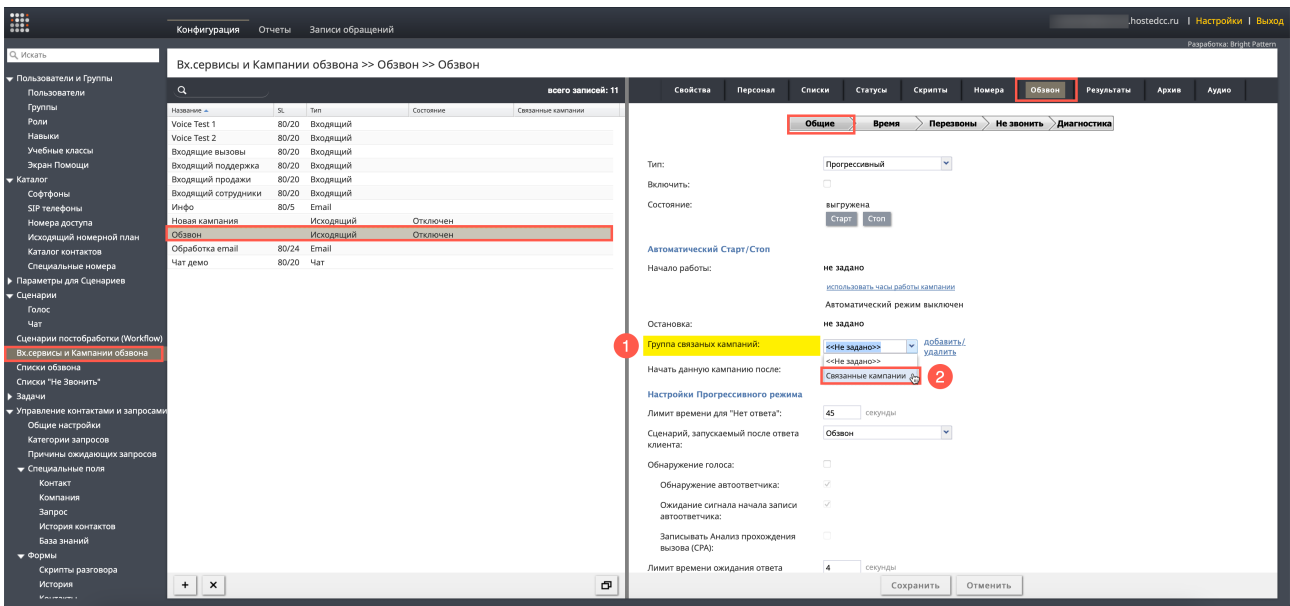 .hostedcc.ru | Настройки | Выход
Конфигурация Отчеты Записи обращений
Разработка: Bright Pattern
Искать
Пользователи и Группы
Пользователи
Группы
Роли
Навыки
Учебные классы
Экран Помощи
Каталог
Софтфоны
SIP телефоны
Номера доступа
Исходящий номерной план
Каталог контактов
Специальные номера
Параметры для Сценариев
Сценарии
Голос
Чат
Сценарии постобработки (Workflow)
Вх.сервисы и Кампании обзвона
Списки обзвона
Списки "Не Звонить"
Задачи
Управление контактами и запросами
Общие настройки
Категории запросов
Причины ожидающих запросов
Специальные поля
Контакт
Компания
Запрос
История контактов
База знаний
Формы
Скрипты разговора
История
Контакты
Вх.сервисы и Кампании обзвона >> Обзвон >> Обзвон
всего записей: 11
Название SL Тип Состояние Связанные кампании
Voice Test 1 80/20 Входящий
Voice Test 2 80/20 Входящий
Входящие вызовы 80/20 Входящий
Входящий поддержка 80/20 Входящий
Входящий продажи 80/20 Входящий
Входящий сотрудники 80/20 Входящий
Инфо 80/5 Email
Новая кампания Исходящий Отключен
Обзвон Исходящий Отключен
Обработка email 80/24 Email
Чат демо 80/20 Чат
Свойства Персонал Списки Статусы Скрипты Номера Обзвон Результаты Архив Аудио
Общие Время Перезвоны Не звонить Диагностика
Тип: Прогрессивный
Включить:
Состояние: выгружена
Старт Стоп
Автоматический Старт/Стоп
Начало работы: не задано
использовать часы работы кампании
Автоматический режим выключен
Остановка: не задано
1 Группа связаных кампаний: <<Не задано>> добавить/
удалить
<<Не задано>>
Начать данную кампанию после: Связанные кампании 2
Настройки Прогрессивного режима
Лимит времени для "Нет ответа": 45 секунды
Сценарий, запускаемый после ответа Обзвон
клиента:
Обнаружение голоса:
Обнаружение автоответчика:
Ожидание сигнала начала записи
автоответчика:
Записывать Анализ прохождения
вызова (CPA):
Лимит времени ожидания ответа 4 секунды
Сохранить Отменить